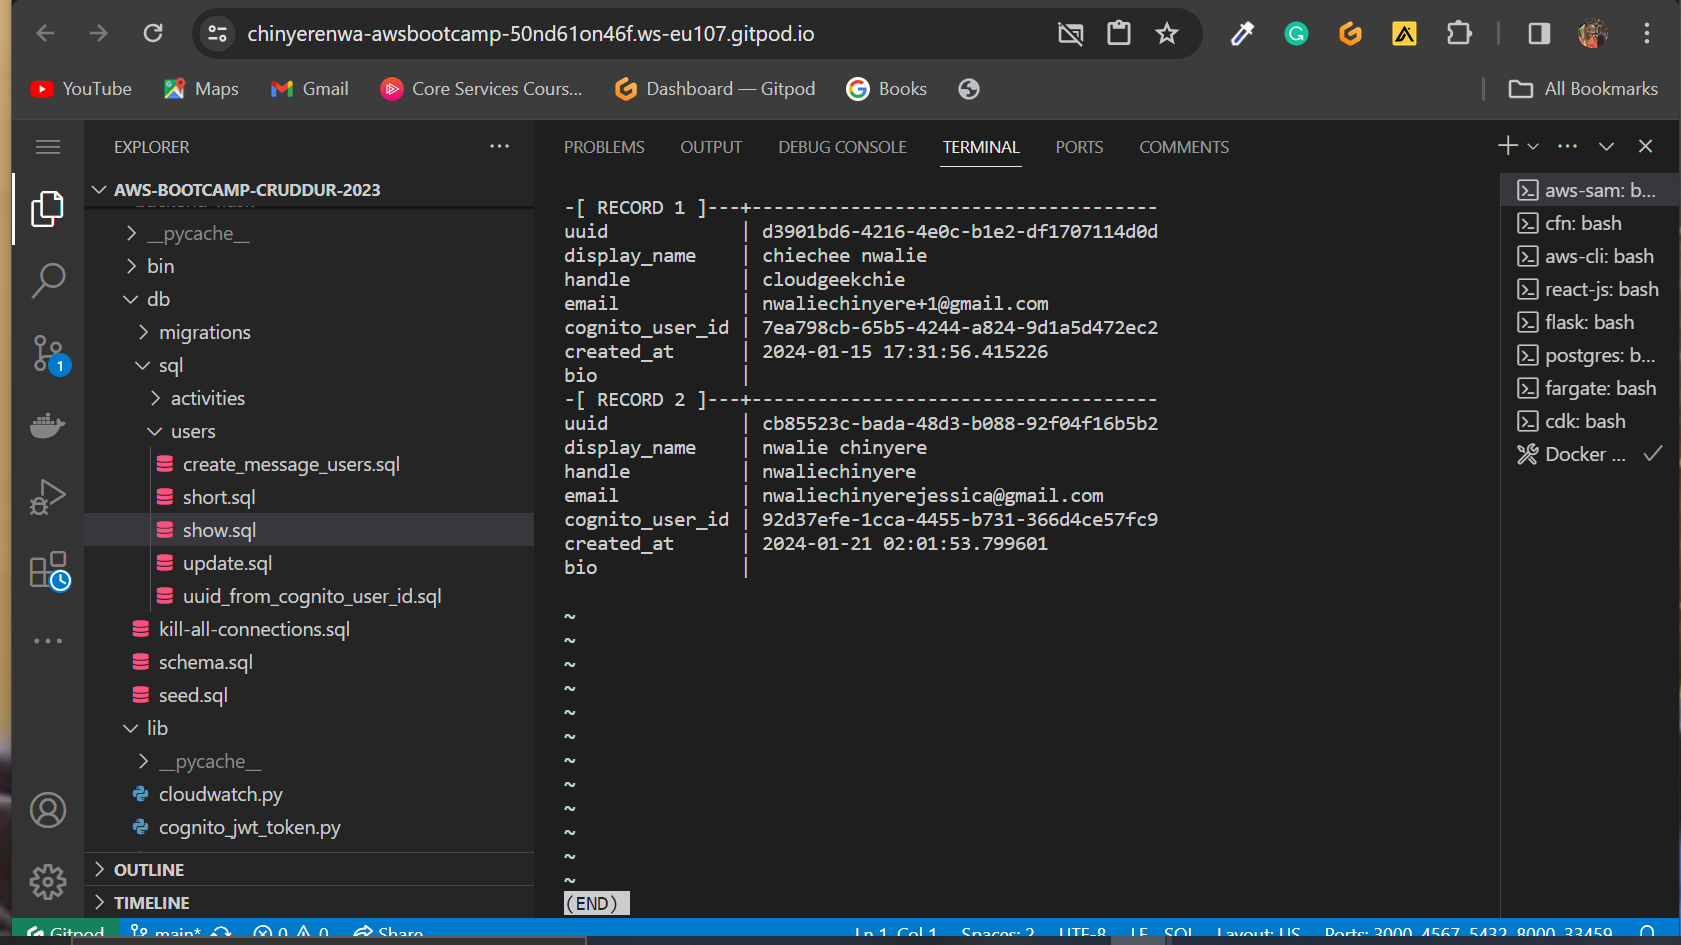 chinyerenwa-awsbootcamp-50nd61on46f.ws-eu107.gitpod.io
YouTube Maps Gmail Core Services Cours... Dashboard — Gitpod Books All Bookmarks
EXPLORER
AWS-BOOTCAMP-CRUDDUR-2023
__pycache__
bin
db
migrations
sql
activities
users
create_message_users.sql
short.sql
show.sql
update.sql
uuid_from_cognito_user_id.sql
kill-all-connections.sql
schema.sql
seed.sql
lib
__pycache__
cloudwatch.py
cognito_jwt_token.py
OUTLINE
TIMELINE
1
PROBLEMS OUTPUT DEBUG CONSOLE TERMINAL PORTS COMMENTS
-[ RECORD 1 ]---+-------------------------------------
uuid | d3901bd6-4216-4e0c-b1e2-df1707114d0d
display_name | chiechee nwalie
handle | cloudgeekchie
email | nwaliechinyere+1@gmail.com
cognito_user_id | 7ea798cb-65b5-4244-a824-9d1a5d472ec2
created_at | 2024-01-15 17:31:56.415226
bio |
-[ RECORD 2 ]---+-------------------------------------
uuid | cb85523c-bada-48d3-b088-92f04f16b5b2
display_name | nwalie chinyere
handle | nwaliechinyere
email | nwaliechinyerejessica@gmail.com
cognito_user_id | 92d37efe-1cca-4455-b731-366d4ce57fc9
created_at | 2024-01-21 02:01:53.799601
bio |
~
~
~
~
~
~
~
~
~
~
~
~
(END)
aws-sam: b...
cfn: bash
aws-cli: bash
react-js: bash
flask: bash
postgres: b...
fargate: bash
cdk: bash
Docker ...
Gitpod main* 0 0 Share Ln 1, Col 1 Spaces: 2 UTF-8 LF SQL Layout: US Ports: 3000, 4567, 5432, 8000, 33459